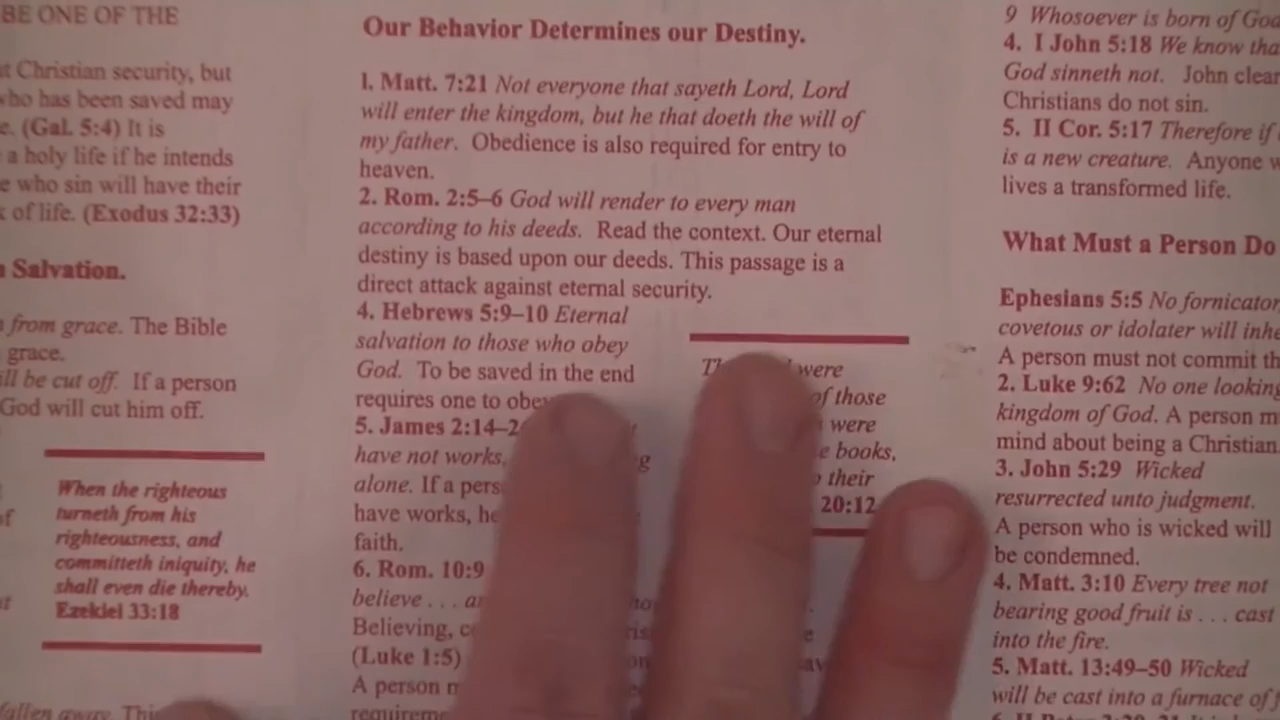 BE ONE OF THE
Christian security, but
who has been saved may
(Gal. 5:4) It is
a holy life if he intends
who sin will have their
of life. (Exodus 32:33)
Salvation.
from grace. The Bible
grace.
be cut off. If a person
God will cut him off.
When the righteous
turneth from his
righteousness, and
committeth iniquity, he
shall even die thereby.
Ezekiel 33:18
fallen away.
Our Behavior Determines our Destiny.
1. Matt. 7:21 Not everyone that sayeth Lord, Lord
will enter the kingdom, but he that doeth the will of
my father. Obedience is also required for entry to
heaven.
2. Rom. 2:5–6 God will render to every man
according to his deeds. Read the context. Our eternal
destiny is based upon our deeds. This passage is a
direct attack against eternal security.
4. Hebrews 5:9–10 Eternal
salvation to those who obey
God. To be saved in the end
requires one to obey
5. James 2:14–2
have not works,
alone. If a pers
have works, he
faith.
6. Rom. 10:9
believe . . .
Believing,
(Luke 1:5)
A person
were
of those
were
books,
their
20:12
9 Whosoever is born of God
4. I John 5:18 We know tha
God sinneth not. John clear
Christians do not sin.
5. II Cor. 5:17 Therefore if
is a new creature. Anyone w
lives a transformed life.
What Must a Person Do
Ephesians 5:5 No fornicator
covetous or idolater will inhe
A person must not commit th
2. Luke 9:62 No one looking
kingdom of God. A person m
mind about being a Christian
3. John 5:29 Wicked
resurrected unto judgment.
A person who is wicked will
be condemned.
4. Matt. 3:10 Every tree not
bearing good fruit is . . . cast
into the fire.
5. Matt. 13:49–50 Wicked
will be cast into a furnace of